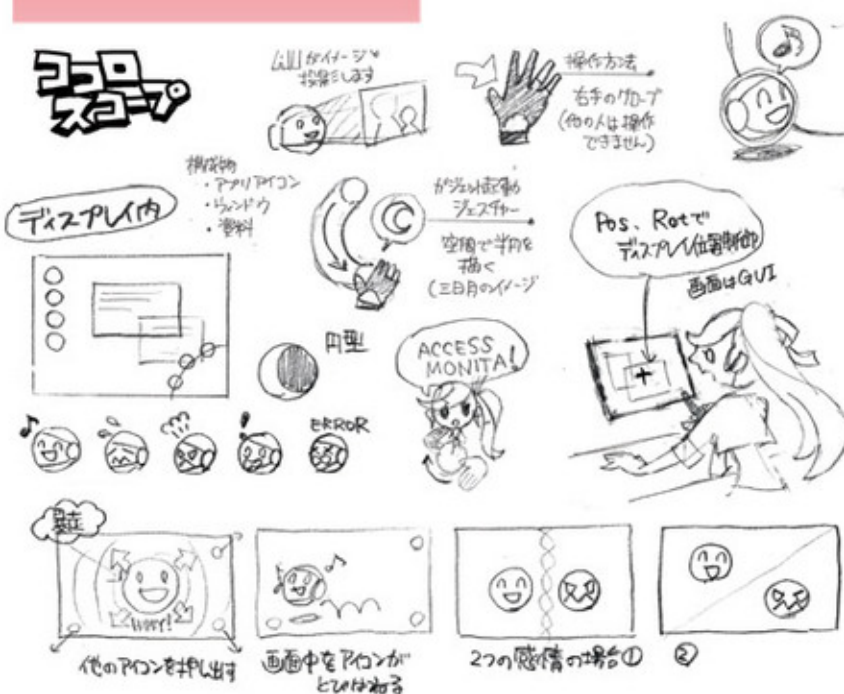 ココロ
スコープ
AIIがイメージを
投影します
操作方法
右手のグローブ
(他の人は操作
できません)
構成物
・アプリアイコン
・ウィンドウ
・資料
ディスプレイ内
ガジェット起動
ジェスチャー
空間で半円を
描く
(三日月のイメージ
Pos、Rotで
ディスプレイ位置制御
画面はGUI
円型
ACCESS
MONITA!
ERROR
他のアイコンを押し出す
画面中をアイコンが
とびはねる
2つの感情の場合①
②